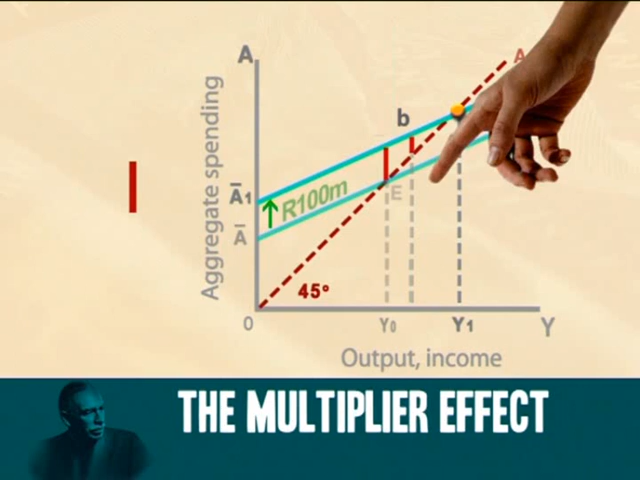 A
A
b
Aggregate spending
Ā1
R100m
E
Ā
45°
0
Y0
Y1
Y
Output, income
THE MULTIPLIER EFFECT